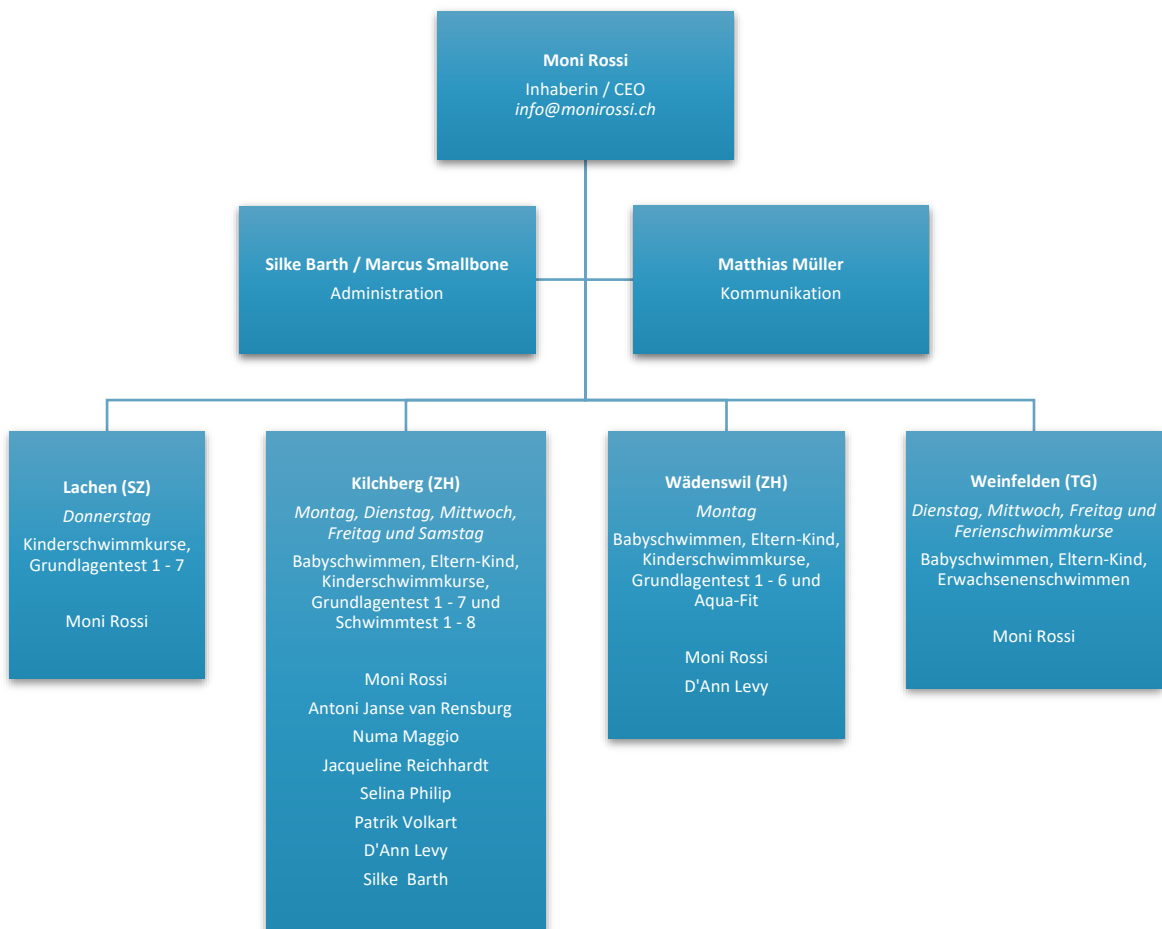 Moni Rossi
Inhaberin / CEO
info@monirossi.ch
Silke Barth / Marcus Smallbone
Administration
Matthias Müller
Kommunikation
Lachen (SZ)
Donnerstag
Kinderschwimmkurse,
Grundlagentest 1 - 7
Moni Rossi
Kilchberg (ZH)
Montag, Dienstag, Mittwoch,
Freitag und Samstag
Babyschwimmen, Eltern-Kind,
Kinderschwimmkurse,
Grundlagentest 1 - 7 und
Schwimmtest 1 - 8
Moni Rossi
Antoni Janse van Rensburg
Numa Maggio
Jacqueline Reichhardt
Selina Philip
Patrik Volkart
D'Ann Levy
Silke Barth
Wädenswil (ZH)
Montag
Babyschwimmen, Eltern-Kind,
Kinderschwimmkurse,
Grundlagentest 1 - 6 und
Aqua-Fit
Moni Rossi
D'Ann Levy
Weinfelden (TG)
Dienstag, Mittwoch, Freitag und
Ferienschwimmkurse
Babyschwimmen, Eltern-Kind,
Erwachsenenschwimmen
Moni Rossi